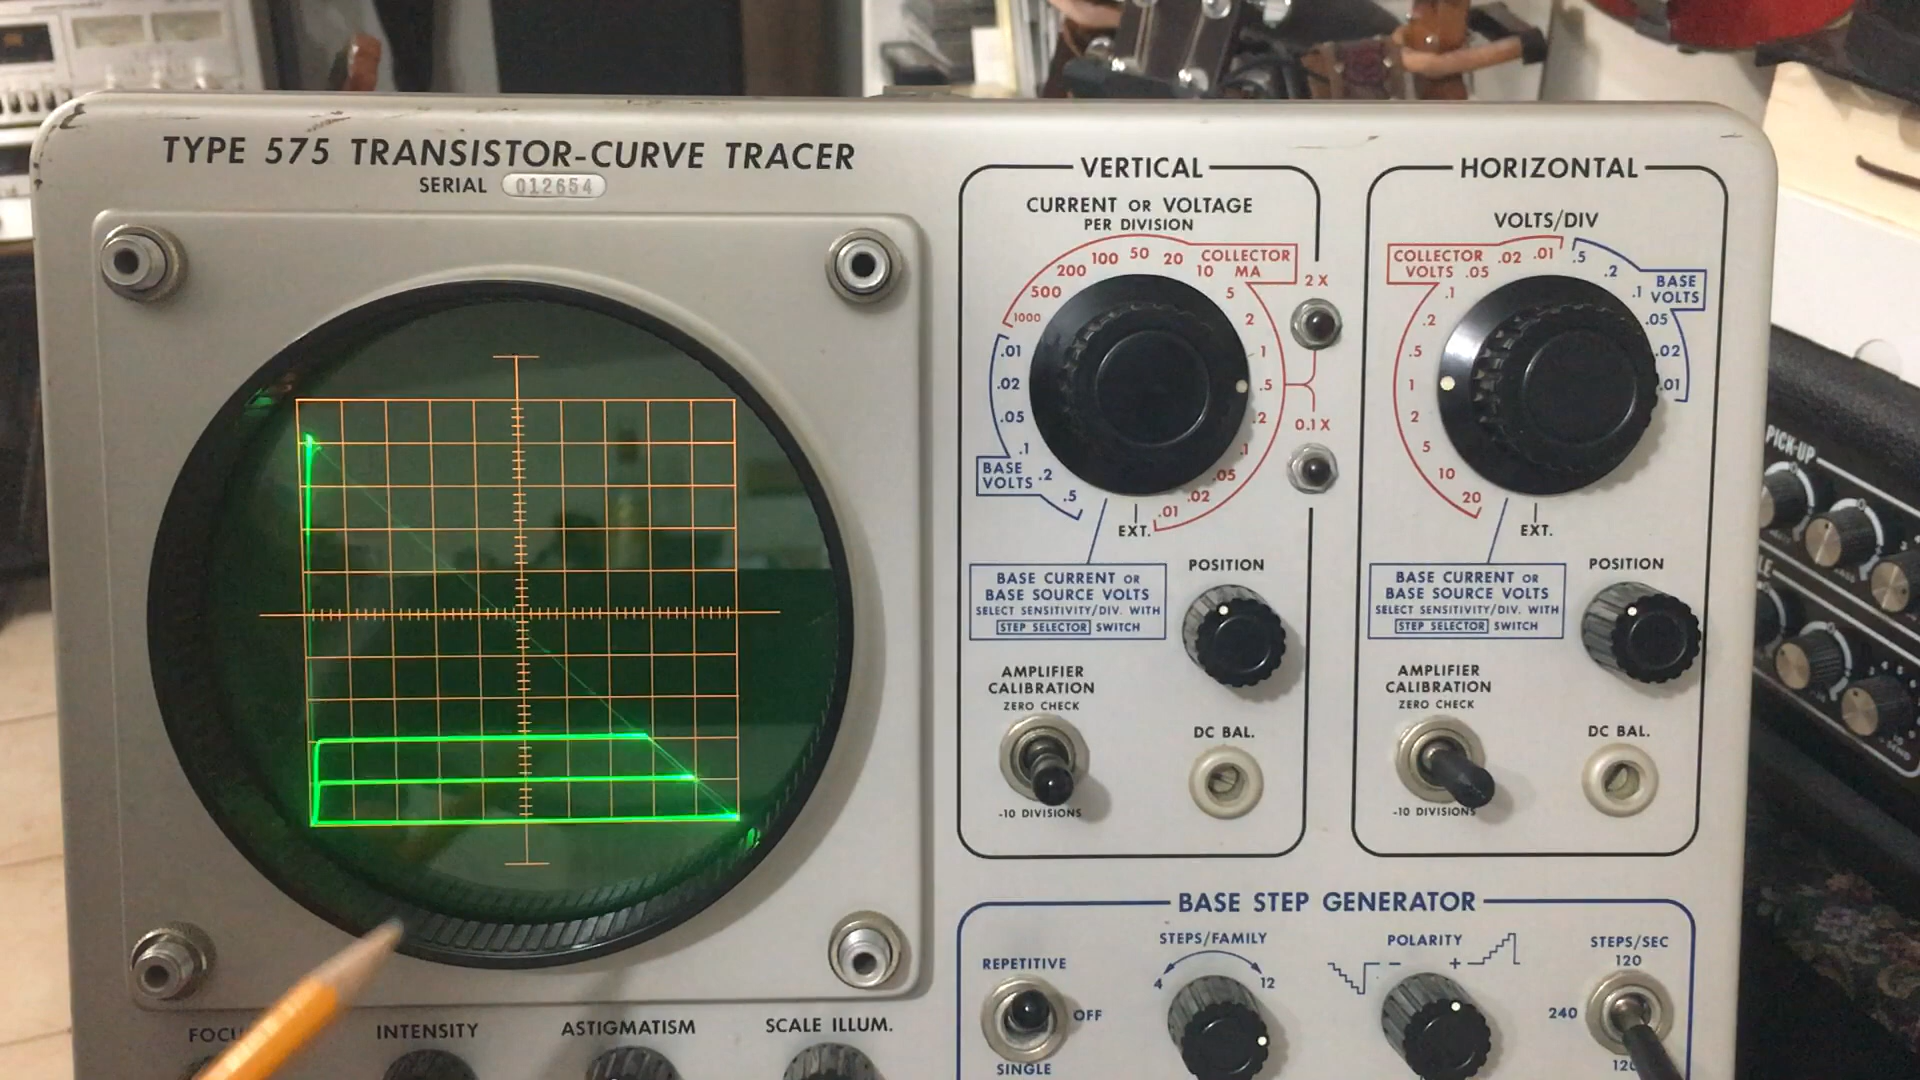 TYPE 575 TRANSISTOR-CURVE TRACER
SERIAL 012654
VERTICAL
CURRENT OR VOLTAGE
PER DIVISION
1000 500 200 100 50 20 10 5 2 1 .5 .2 .1 .05 .02 .01
COLLECTOR
MA
.01 .02 .05 .1 .2 .5
BASE
VOLTS
EXT.
2X
0.1X
BASE CURRENT OR
BASE SOURCE VOLTS
SELECT SENSITIVITY/DIV. WITH
STEP SELECTOR SWITCH
POSITION
AMPLIFIER
CALIBRATION
ZERO CHECK
-10 DIVISIONS
DC BAL.
HORIZONTAL
VOLTS/DIV
COLLECTOR
VOLTS
.01 .02 .05 .1 .2 .5 1 2 5 10 20
.5 .2 .1 .05 .02 .01
BASE
VOLTS
EXT.
BASE CURRENT OR
BASE SOURCE VOLTS
SELECT SENSITIVITY/DIV. WITH
STEP SELECTOR SWITCH
POSITION
AMPLIFIER
CALIBRATION
ZERO CHECK
-10 DIVISIONS
DC BAL.
BASE STEP GENERATOR
REPETITIVE
OFF
SINGLE
STEPS/FAMILY
4 12
POLARITY
- +
STEPS/SEC
120
240
120
FOCU
INTENSITY
ASTIGMATISM
SCALE ILLUM.
PICK-UP